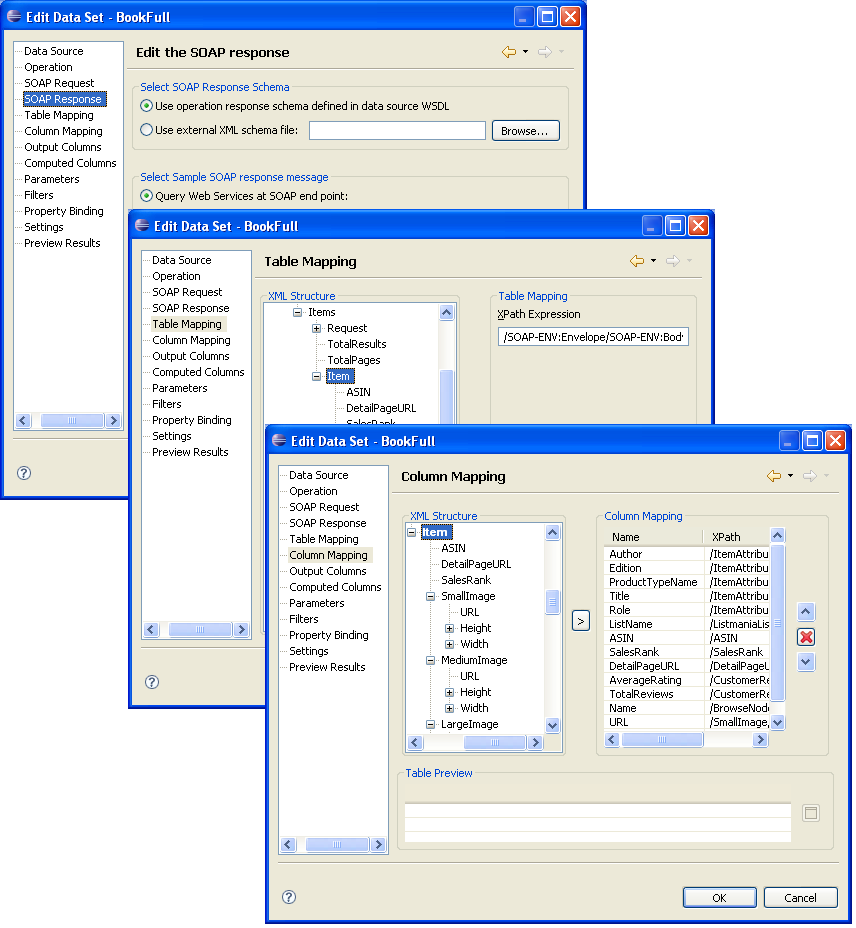 Edit Data Set - BookFull
Data Source
Operation
SOAP Request
SOAP Response
Table Mapping
Column Mapping
Output Columns
Computed Columns
Parameters
Filters
Property Binding
Settings
Preview Results
Edit the SOAP response
Select SOAP Response Schema
Use operation response schema defined in data source WSDL
Use external XML schema file:
Browse...
Select Sample SOAP response message
Query Web Services at SOAP end point:
Edit Data Set - BookFull
Data Source
Operation
SOAP Request
SOAP Response
Table Mapping
Column Mapping
Output Columns
Computed Columns
Parameters
Filters
Property Binding
Settings
Preview Results
Table Mapping
XML Structure
Items
Request
TotalResults
TotalPages
Item
ASIN
DetailPageURL
SalesRank
Table Mapping
XPath Expression
/SOAP-ENV:Envelope/SOAP-ENV:Body
Edit Data Set - BookFull
Data Source
Operation
SOAP Request
SOAP Response
Table Mapping
Column Mapping
Output Columns
Computed Columns
Parameters
Filters
Property Binding
Settings
Preview Results
Column Mapping
XML Structure
Item
ASIN
DetailPageURL
SalesRank
SmallImage
URL
Height
Width
MediumImage
URL
Height
Width
LargeImage
>
Column Mapping
Name XPath
Author /ItemAttribu
Edition /ItemAttribu
ProductTypeName /ItemAttribu
Title /ItemAttribu
Role /ItemAttribu
ListName /ListmaniaLis
ASIN /ASIN
SalesRank /SalesRank
DetailPageURL /DetailPageL
AverageRating /CustomerRe
TotalReviews /CustomerRe
Name /BrowseNod
URL /SmallImage,
Table Preview
OK
Cancel